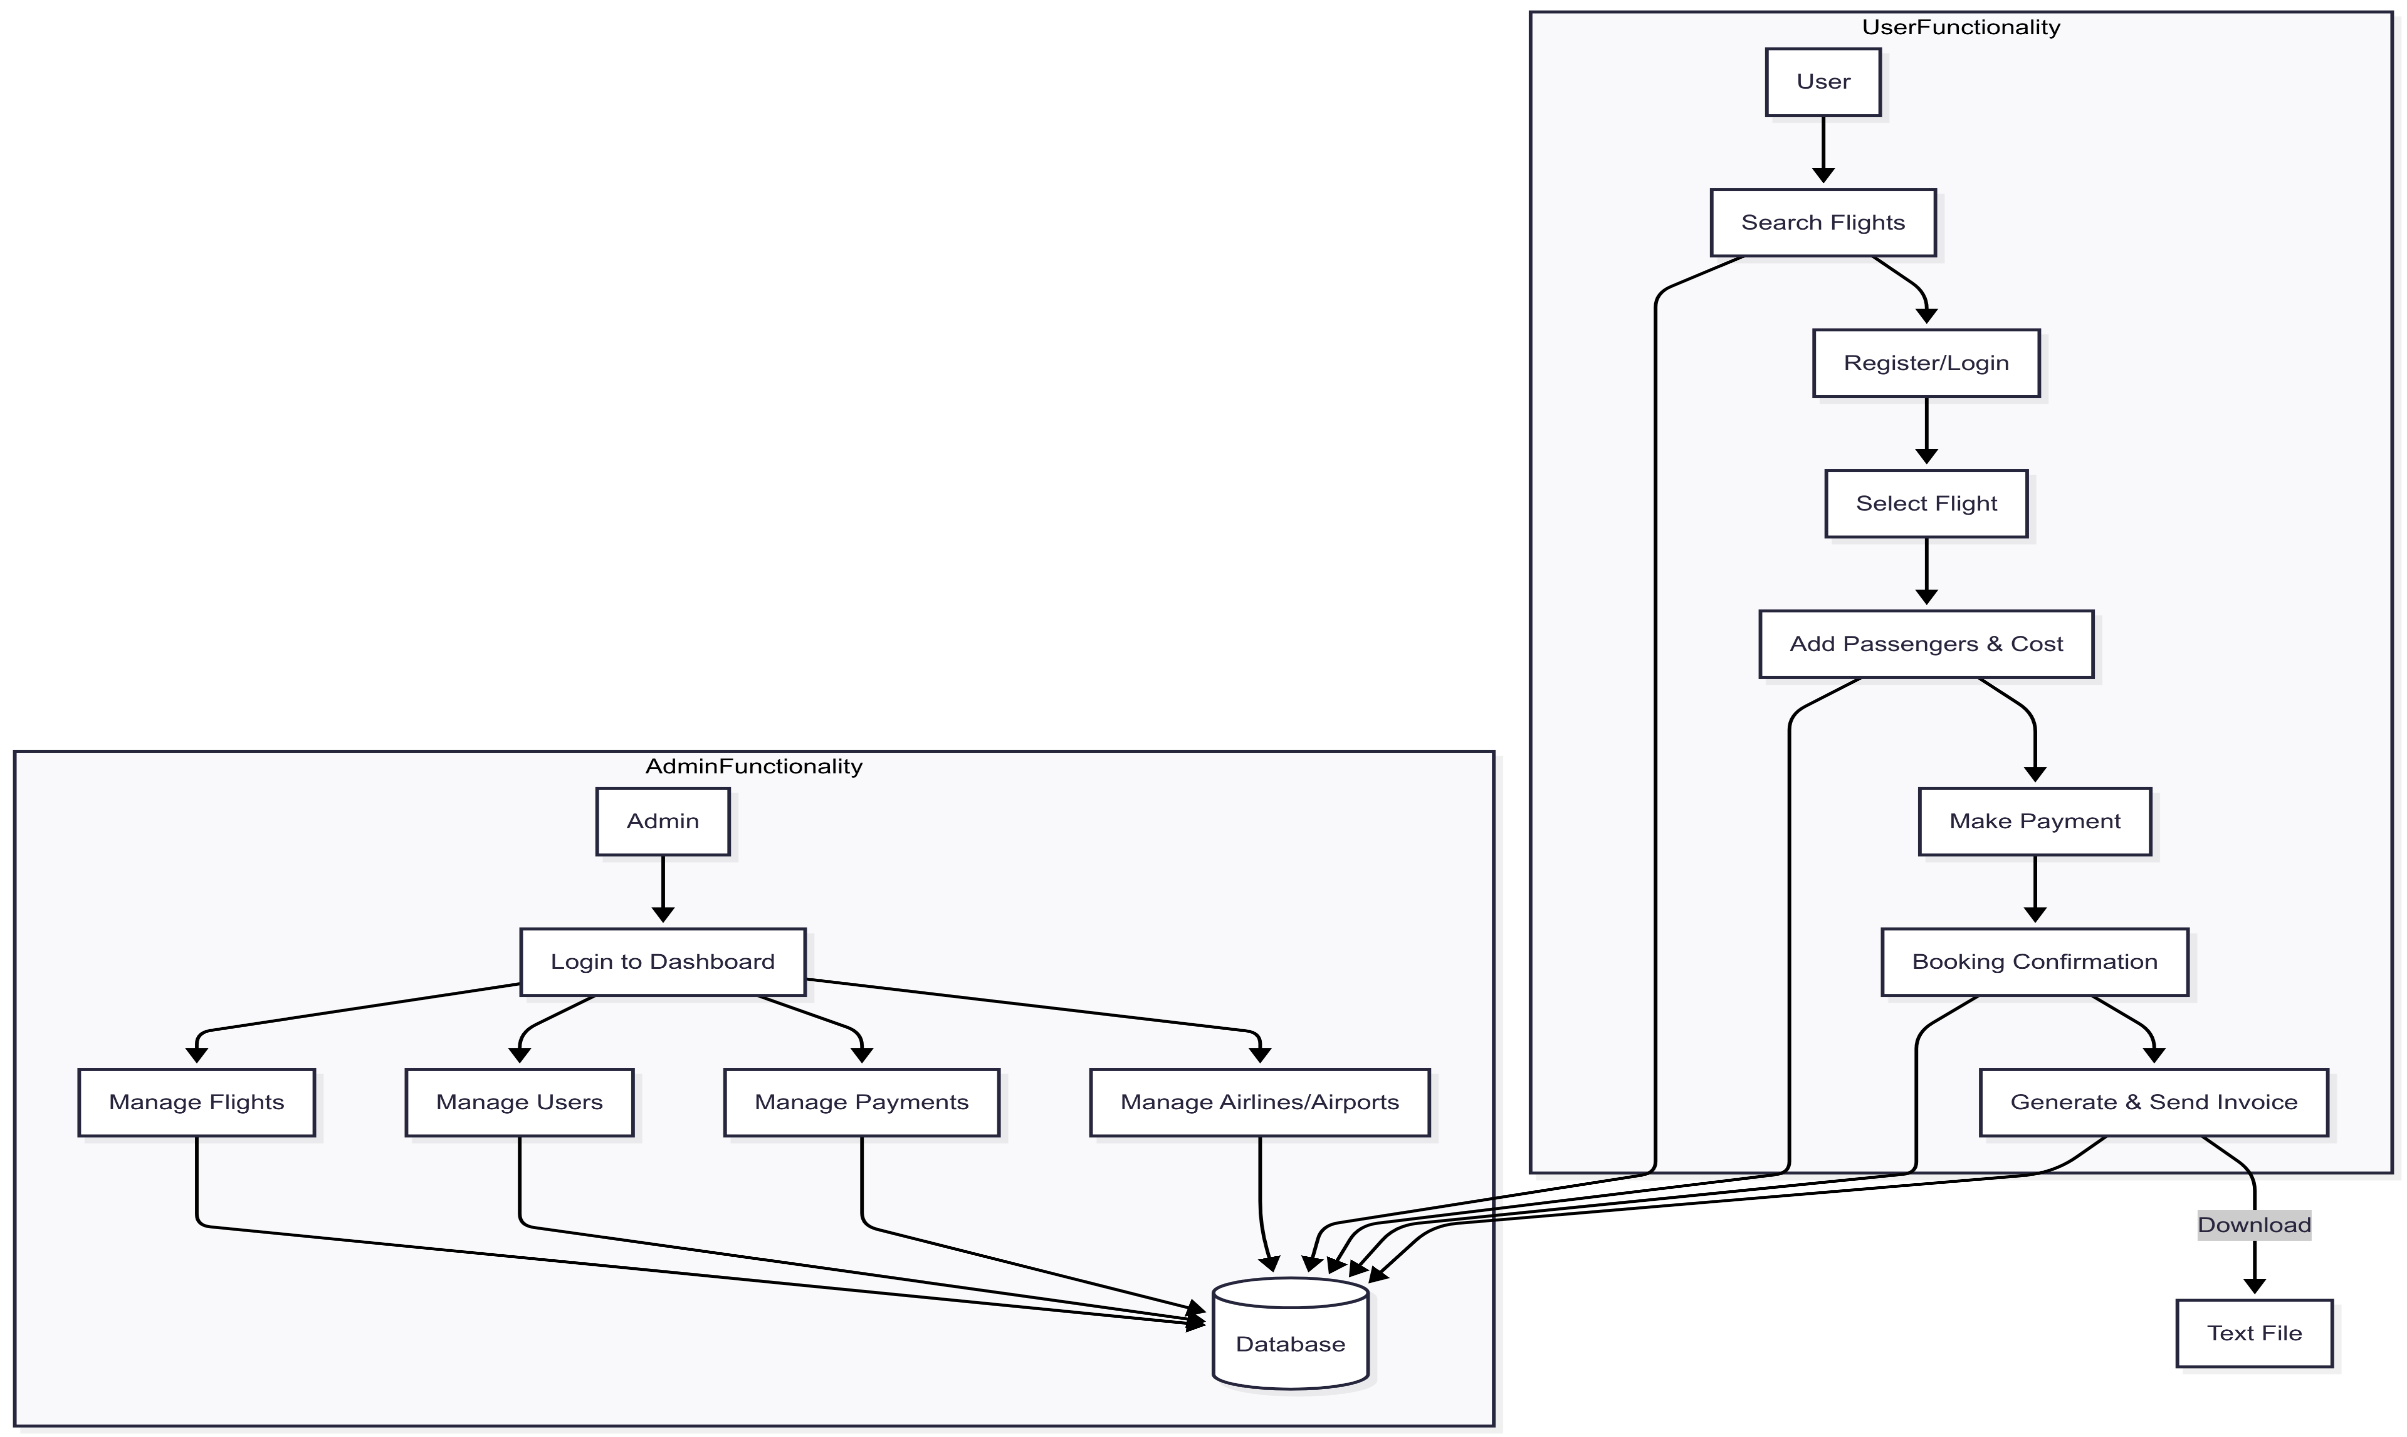 UserFunctionality
User
Search Flights
Register/Login
Select Flight
Add Passengers & Cost
Make Payment
Booking Confirmation
Generate & Send Invoice
Download
Text File
AdminFunctionality
Admin
Login to Dashboard
Manage Flights
Manage Users
Manage Payments
Manage Airlines/Airports
Database